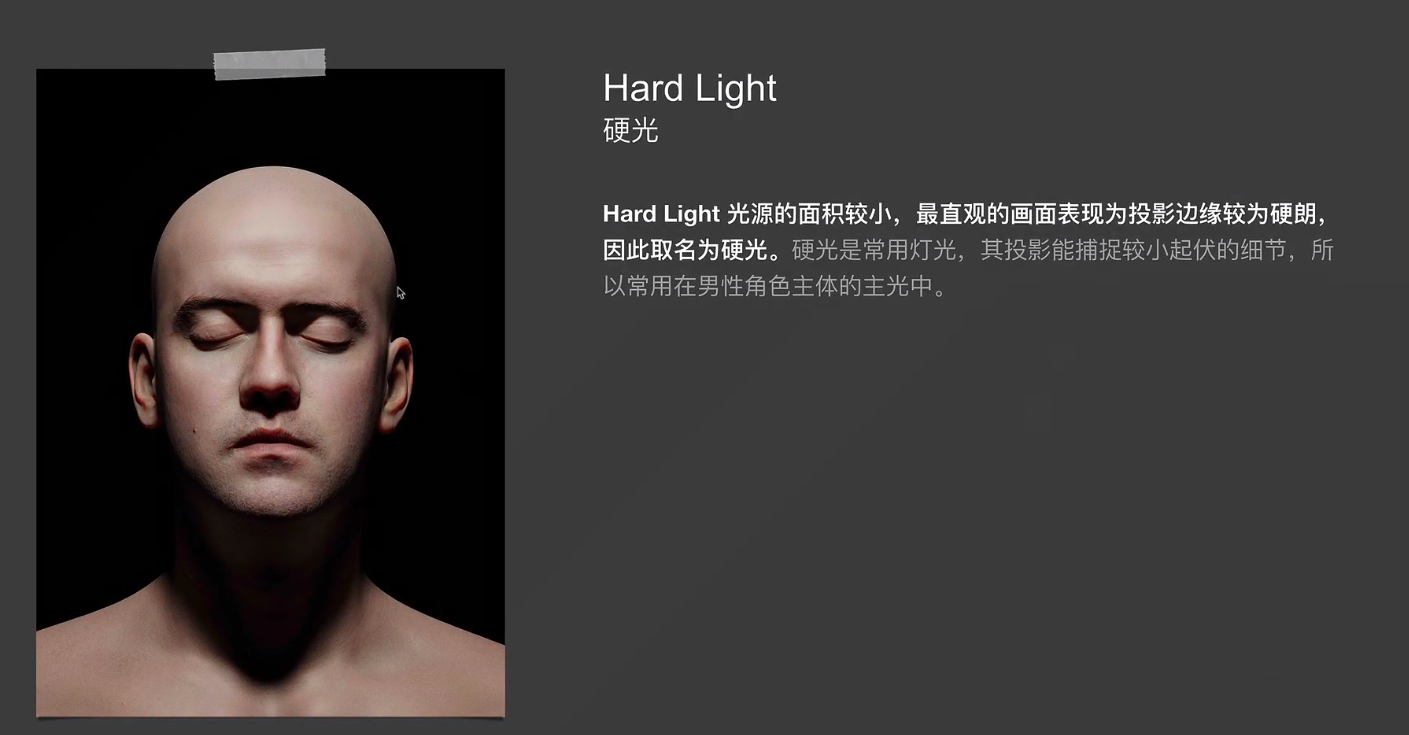 Hard Light
硬光
Hard Light 光源的面积较小，最直观的画面表现为投影边缘较为硬朗，
因此取名为硬光。硬光是常用灯光，其投影能捕捉较小起伏的细节，所
以常用在男性角色主体的主光中。